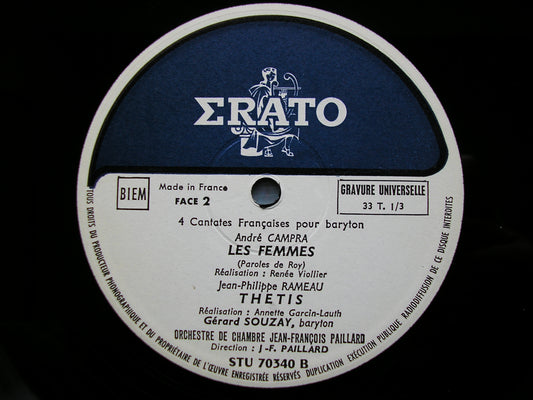 ΣRATO
BIEM
Made in France
FACE 2
GRAVURE UNIVERSELLE
33 T. 1/3
4 Cantates Françaises pour baryton
André CAMPRA
LES FEMMES
(Paroles de Roy)
Réalisation : Renée Viollier
Jean-Philippe RAMEAU
THETIS
Réalisation : Annette Garcin-Lauth
Gérard SOUZAY, baryton
ORCHESTRE DE CHAMBRE JEAN-FRANÇOIS PAILLARD
Direction : J-F. PAILLARD
STU 70340 B
TOUS DROITS DU PRODUCTEUR PHONOGRAPHIQUE ET DU PROPRIÉTAIRE DE L'ŒUVRE ENREGISTRÉE RÉSERVÉS DUPLICATION EXÉCUTION PUBLIQUE RADIODIFFUSION DE CE DISQUE INTERDITES